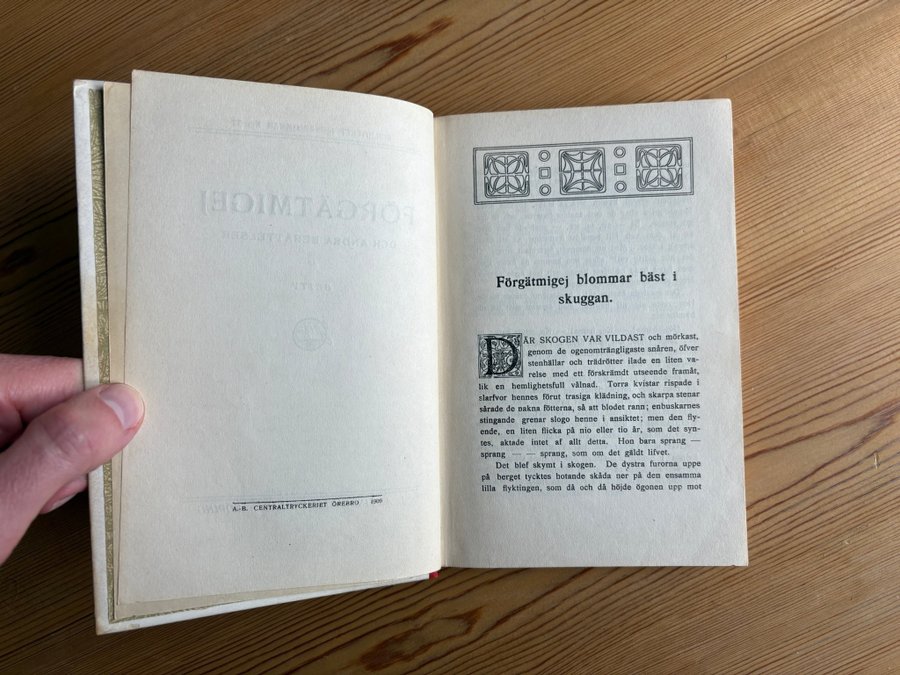 A.-B. CENTRALTRYCKERIET ÖREBRO 1909
Förgätmigej blommar bäst i
skuggan.
DÄR SKOGEN VAR VILDAST och mörkast,
genom de ogenomträngligaste snåren, öfver
stenhällar och trädrötter ilade en liten va-
relse med ett förskrämdt utseende framåt,
lik en hemlighetsfull vålnad. Torra kvistar rispade i
slarfvor hennes förut trasiga klädning, och skarpa stenar
sårade de nakna fötterna, så att blodet rann; enbuskarnes
stingande grenar slogo henne i ansiktet; men den fly-
ende, en liten flicka på nio eller tio år, som det syn-
tes, aktade intet af allt detta. Hon bara sprang —
sprang — — sprang, som om det gäldt lifvet.
Det blef skymt i skogen. De dystra furorna uppe
på berget tycktes hotande skåda ner på den ensamma
lilla flyktingen, som då och då höjde ögonen upp mot